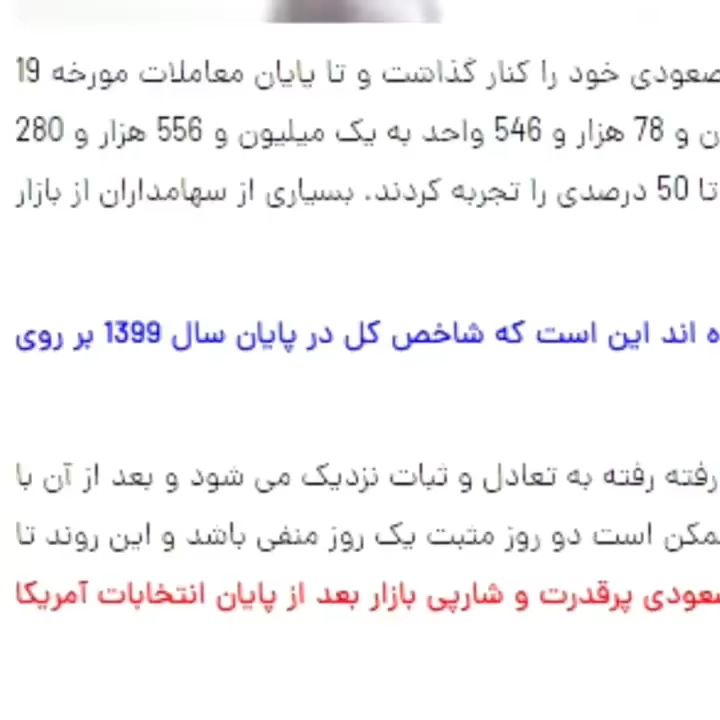 صعودی خود را کنار گذاشت و تا پایان معاملات مورخه 19
و 78 هزار و 546 واحد به یک میلیون و 556 هزار و 280
تا 50 درصدی را تجربه کردند. بسیاری از سهامداران از بازار
ه اند این است که شاخص کل در پایان سال 1399 بر روی
رفته رفته به تعادل و ثبات نزدیک می شود و بعد از آن با
مکن است دو روز مثبت یک روز منفی باشد و این روند تا
عودی پرقدرت و شارپی بازار بعد از پایان انتخابات آمریکا